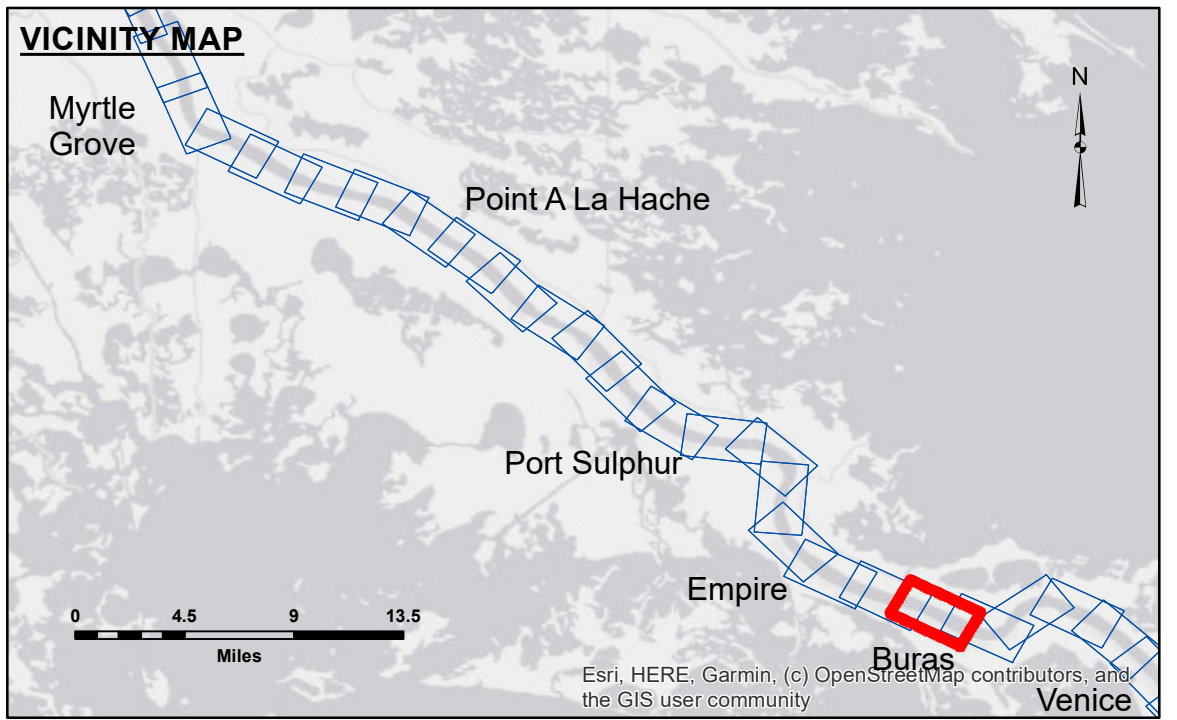 VICINITY MAP
N
Myrtle
Grove
Point A La Hache
Port Sulphur
Empire
0 4.5 9 13.5
Miles
Buras
Esri, HERE, Garmin, (c) OpenStreetMap contributors, and
the GIS user community
Venice